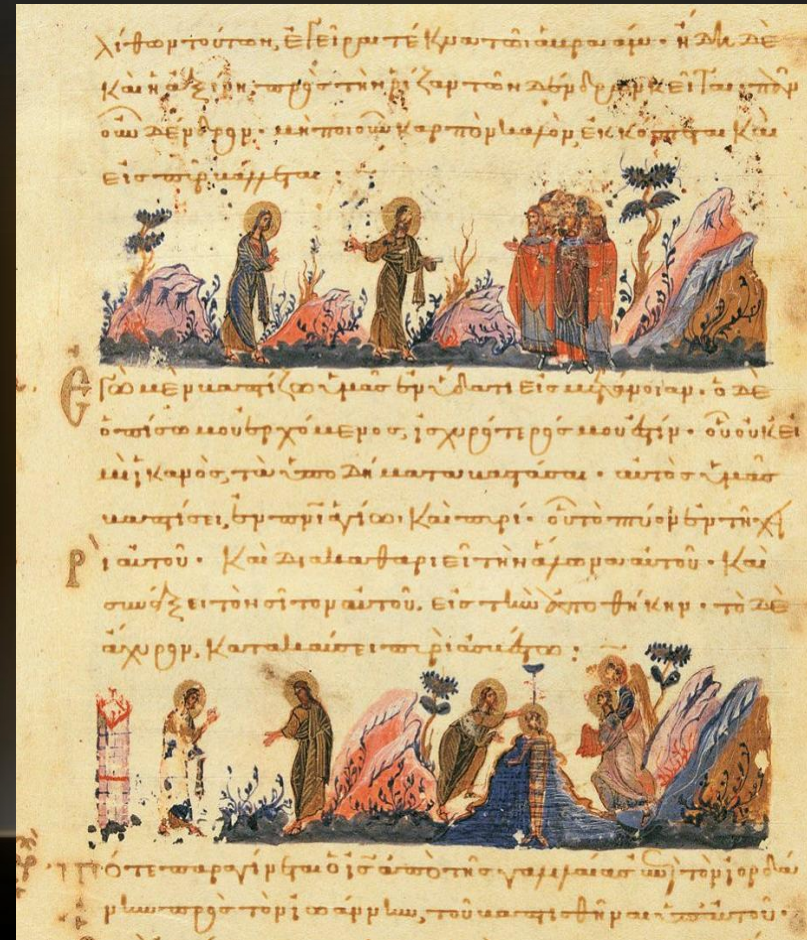 λίθων τούτων, ἐγεῖραι τέκνα τῶι ἀβραάμ· ἤδη δὲ
καὶ ἡ ἀξίνη πρὸς τὴν ῥίζαν τῶν δένδρων κεῖται· πᾶν
οὖν δένδρον· μὴ ποιοῦν καρπὸν καλὸν, ἐκκόπτεται καὶ
εἰς πῦρ βάλλεται·
Ἐγὼ μὲν βαπτίζω ὑμᾶς ἐν ὕδατι εἰς μετάνοιαν· ὁ δὲ
ὀπίσω μου ἐρχόμενος, ἰσχυρότερός μού ἐστιν· οὗ οὐκ εἰ
μὶ ἱκανὸς, τὰ ὑποδήματα βαστάσαι· αὐτὸς ὑμᾶς
βαπτίσει, ἐν πνι ἁγίω· καὶ πυρί· οὗ τὸ πτύον ἐν τῆ χει
ρὶ αὐτοῦ· καὶ διακαθαριεῖ τὴν ἅλωνα αὐτοῦ· καὶ
συνάξει τὸν σῖτον αὐτοῦ, εἰς τὴν ἀποθήκην· τὸ δὲ
ἄχυρον, κατακαύσει πυρὶ ἀσβέστω:
Τότε παραγίνεται ὁ ις ἀπὸ τῆς γαλιλαίας ἐπὶ τὸν ἰορδά
νην πρὸς τὸν ἰωάννην, τοῦ βαπτισθῆναι ὑπ' αὐτοῦ·